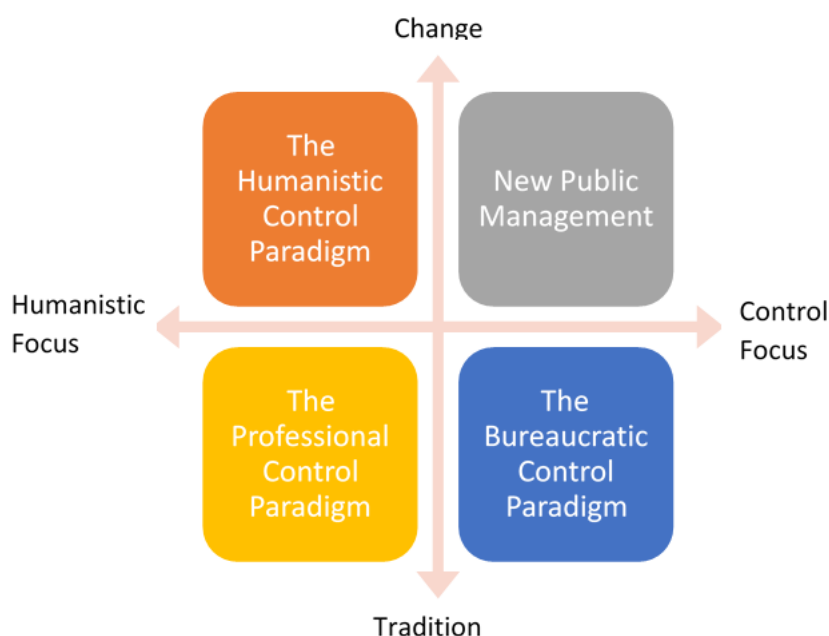 Change
The
Humanistic
Control
Paradigm
New Public
Management
Humanistic
Focus
Control
Focus
The
Professional
Control
Paradigm
The
Bureaucratic
Control
Paradigm
Tradition